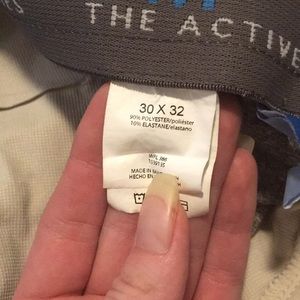 THE ACTIVE
30 X 32
90% POLYESTER/poliéster
10% ELASTANE/elastano
MADE IN
HECHO EN